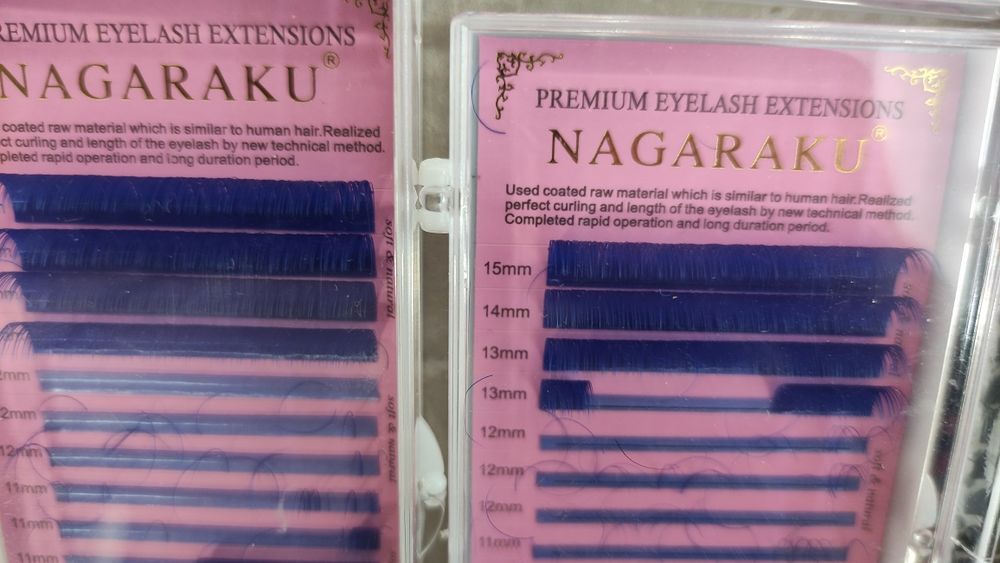 PREMIUM EYELASH EXTENSIONS
NAGARAKU®
coated raw material which is similar to human hair.Realized
curling and length of the eyelash by new technical method.
rapid operation and long duration period.
soft & natural
2mm
soft & natural
12mm
11mm
11mm
11mm
PREMIUM EYELASH EXTENSIONS
NAGARAKU®
Used coated raw material which is similar to human hair.Realized
perfect curling and length of the eyelash by new technical method.
Completed rapid operation and long duration period.
15mm
14mm
13mm
13mm
12mm
12mm
12mm
11mm
soft & natural